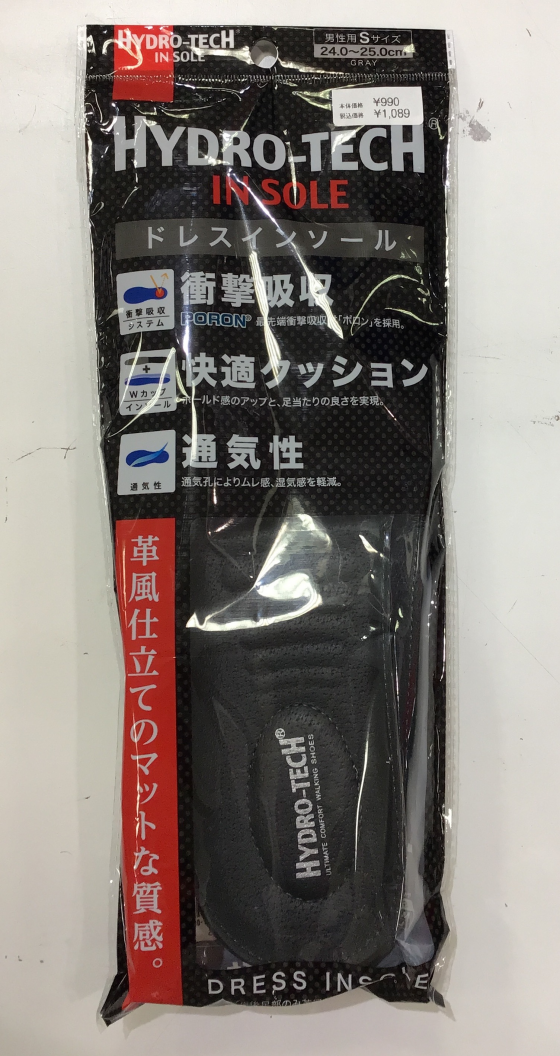 HYDRO-TECH
IN SOLE
男性用 Sサイズ
24.0〜25.0cm
GRAY
本体価格 ¥990
税込価格 ¥1,089
HYDRO-TECH®
IN SOLE
ドレスインソール
衝撃吸収
システム
衝撃吸収
PORON® 最先端衝撃吸収「ポロン」を採用。
Wカップ
インソール
快適クッション
ホールド感のアップと、足当たりの良さを実現。
通気性
通気性
通気孔によりムレ感、湿気感を軽減。
革風仕立てのマットな質感。
HYDRO-TECH®
ULTIMATE COMFORT WALKING SHOES
DRESS INSOLE